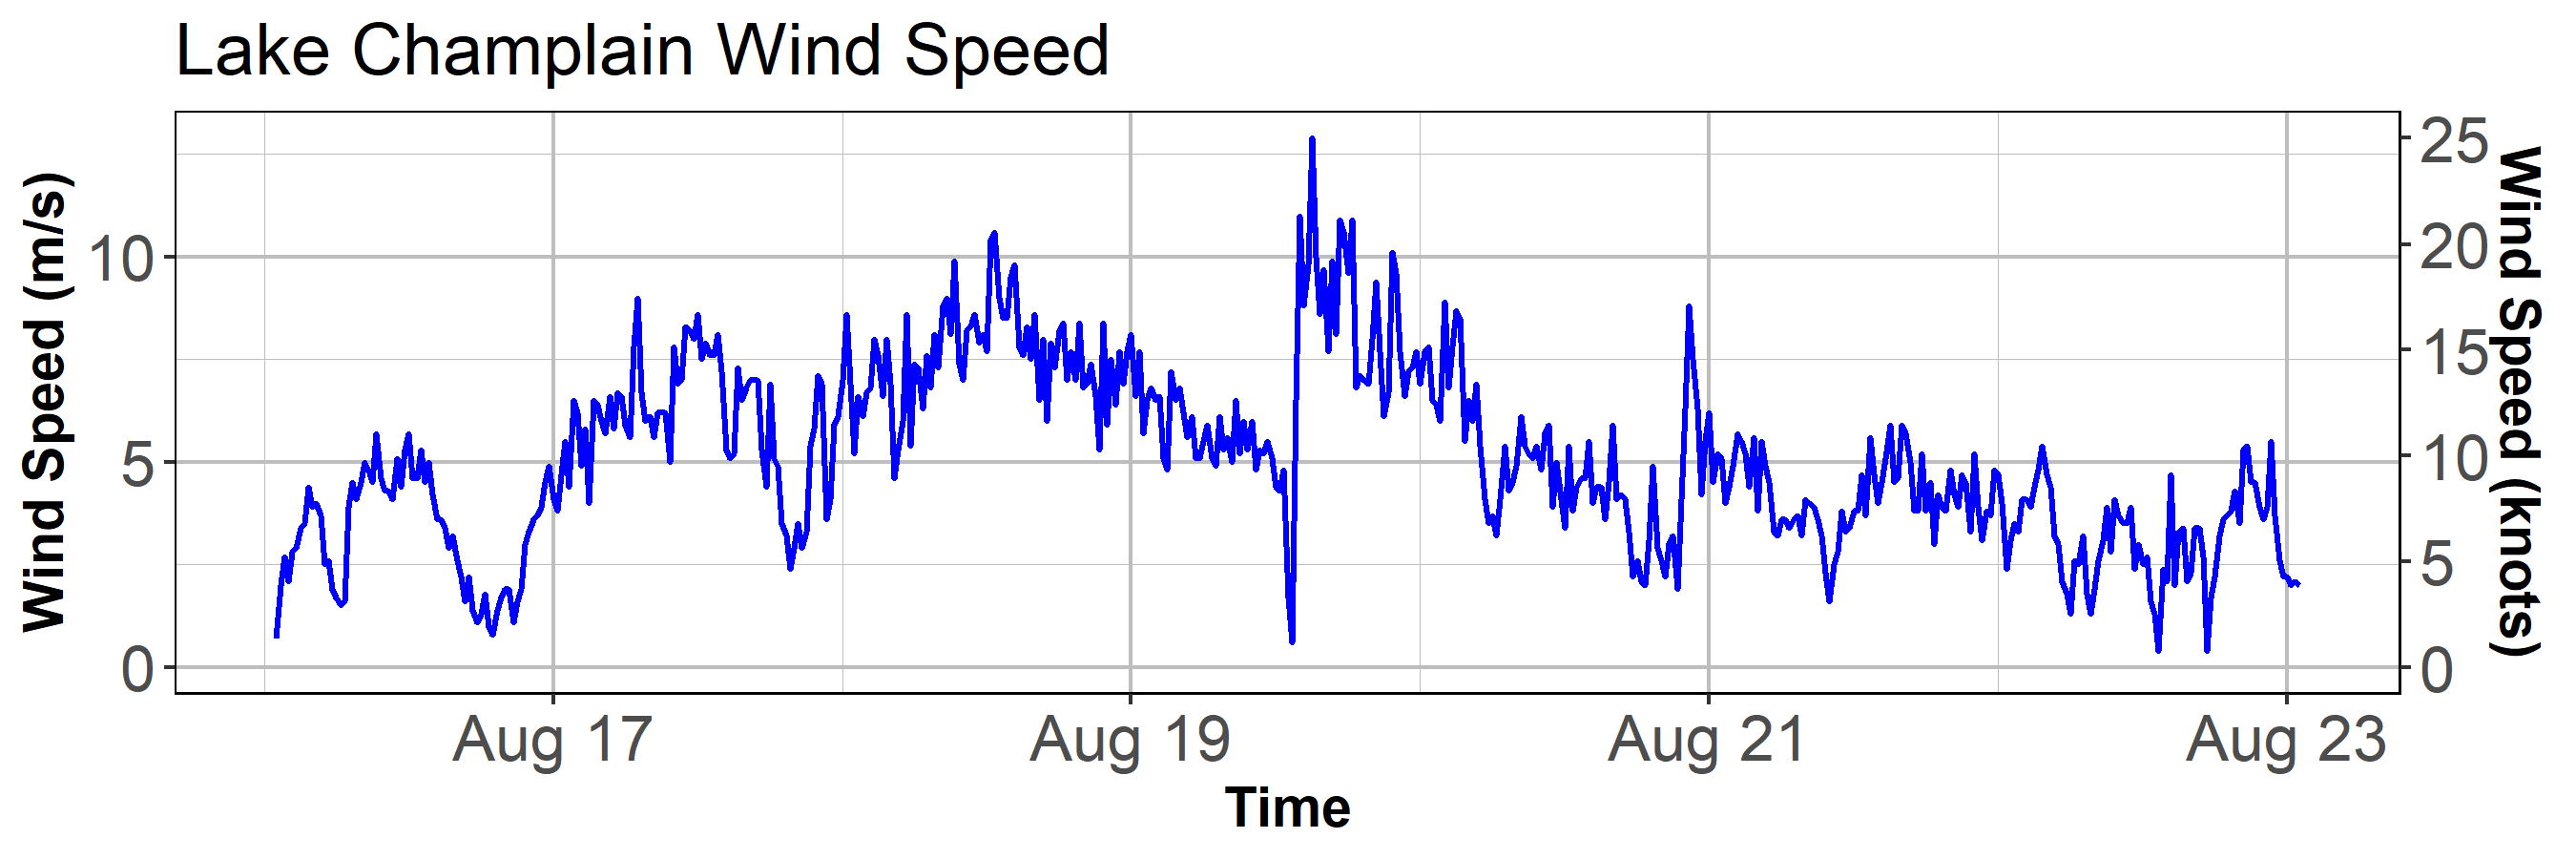 Lake Champlain Wind Speed
Wind Speed (m/s)
10
5
0
25
20
15
10
5
0
Wind Speed (knots)
Aug 17
Aug 19
Aug 21
Aug 23
Time